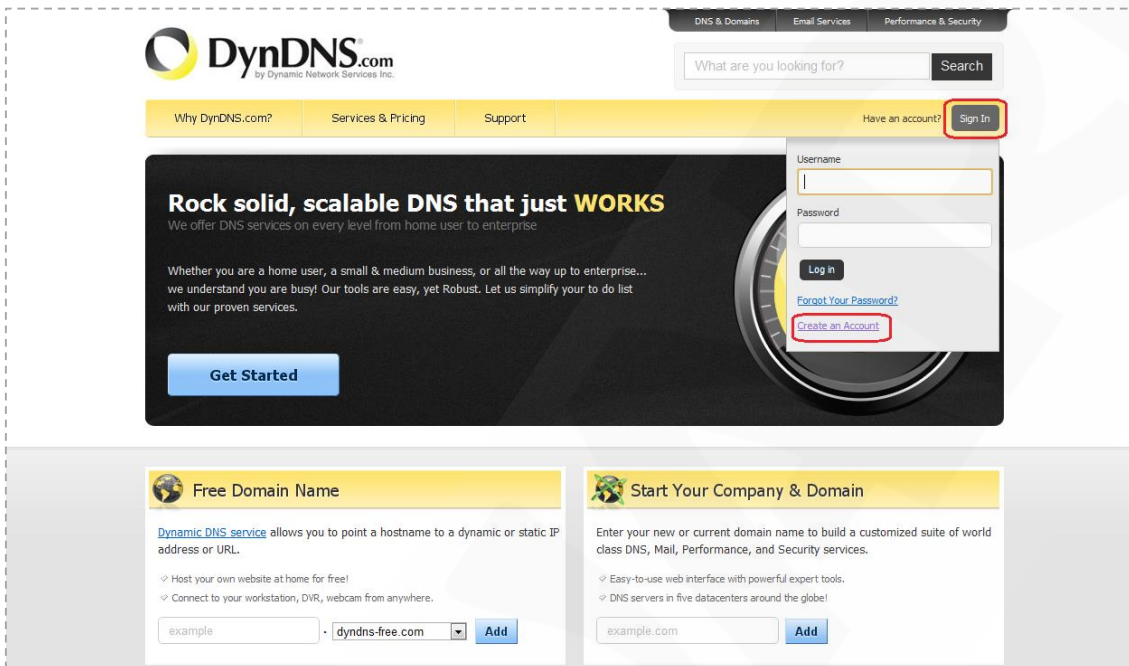 DNS & Domains Email Services Performance & Security
DynDNS.com
by Dynamic Network Services Inc.
What are you looking for? Search
Why DynDNS.com? Services & Pricing Support Have an account? Sign In
Username
Password
Log in
Forgot Your Password?
Create an Account
Rock solid, scalable DNS that just WORKS
We offer DNS services on every level from home user to enterprise
Whether you are a home user, a small & medium business, or all the way up to enterprise...
we understand you are busy! Our tools are easy, yet Robust. Let us simplify your to do list
with our proven services.
Get Started
Free Domain Name
Dynamic DNS service allows you to point a hostname to a dynamic or static IP
address or URL.
Host your own website at home for free!
Connect to your workstation, DVR, webcam from anywhere.
example . dyndns-free.com Add
Start Your Company & Domain
Enter your new or current domain name to build a customized suite of world
class DNS, Mail, Performance, and Security services.
Easy-to-use web interface with powerful expert tools.
DNS servers in five datacenters around the globe!
example.com Add